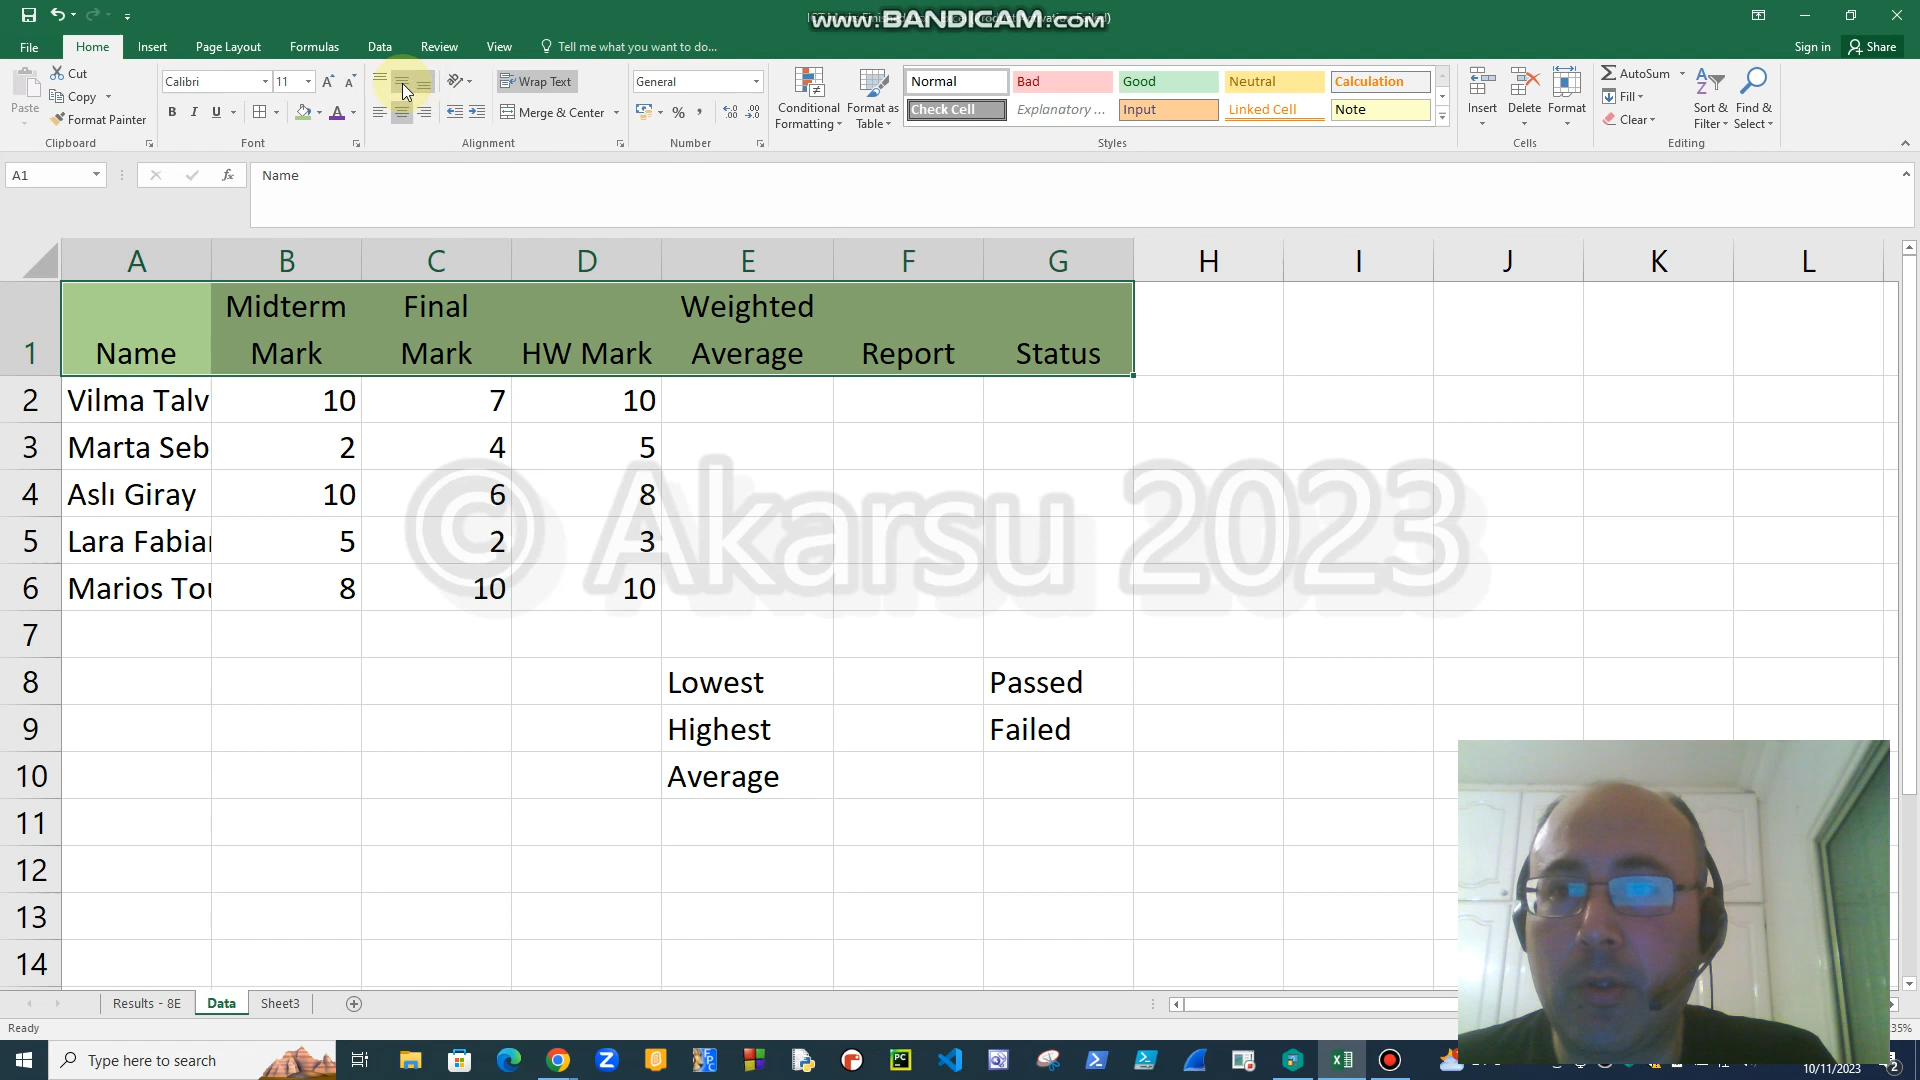 www.BANDICAM.com
File Home Insert Page Layout Formulas Data Review View Tell me what you want to do... Sign in Share
Paste Cut
Copy
Format Painter
Clipboard
Calibri 11
B I U
Font
Wrap Text
Merge & Center
Alignment
General
%
Number
Conditional Formatting
Format as Table
Normal Bad Good Neutral Calculation
Check Cell Explanatory ... Input Linked Cell Note
Styles
Insert Delete Format
Cells
AutoSum
Fill
Clear
Sort & Filter
Find & Select
Editing
A1 fx Name
A B C D E F G H I J K L
1 Name Midterm Mark Final Mark HW Mark Weighted Average Report Status
2 Vilma Talv 10 7 10
3 Marta Seb 2 4 5
4 Aslı Giray 10 6 8
5 Lara Fabian 5 2 3
6 Marios Tou 8 10 10
7
8 Lowest Passed
9 Highest Failed
10 Average
11
12
13
14
© Akarsu 2023
Results - 8E Data Sheet3
Ready
Type here to search
10/11/2023
2